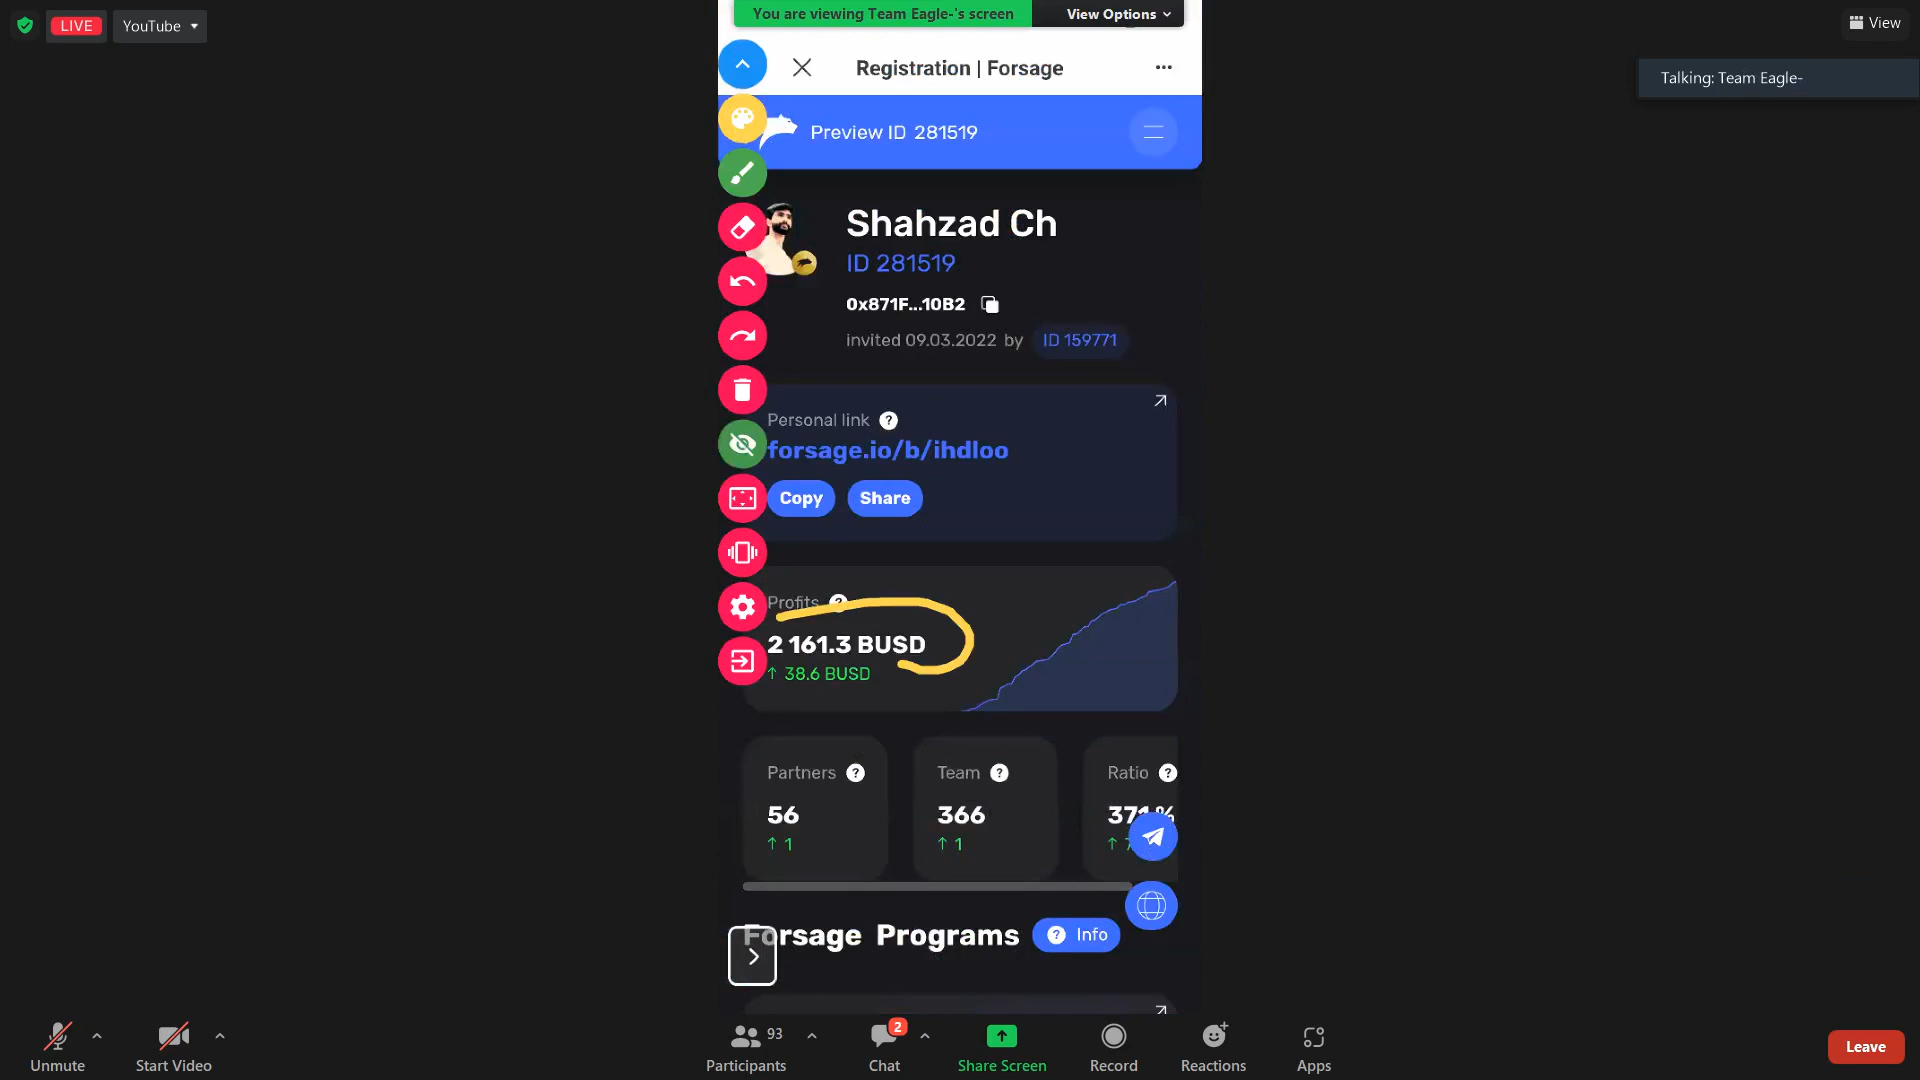 You are viewing Team Eagle-'s screen
View Options
LIVE
YouTube
View
Talking: Team Eagle-
Registration | Forsage
Preview ID 281519
Shahzad Ch
ID 281519
0x871F...10B2
invited 09.03.2022 by ID 159771
Personal link ?
forsage.io/b/ihdloo
Copy
Share
Profits ?
2 161.3 BUSD
↑ 38.6 BUSD
Partners ?
56
↑ 1
Team ?
366
↑ 1
Ratio ?
371 %
Forsage Programs
? Info
Unmute
Start Video
93
Participants
2
Chat
Share Screen
Record
Reactions
Apps
Leave